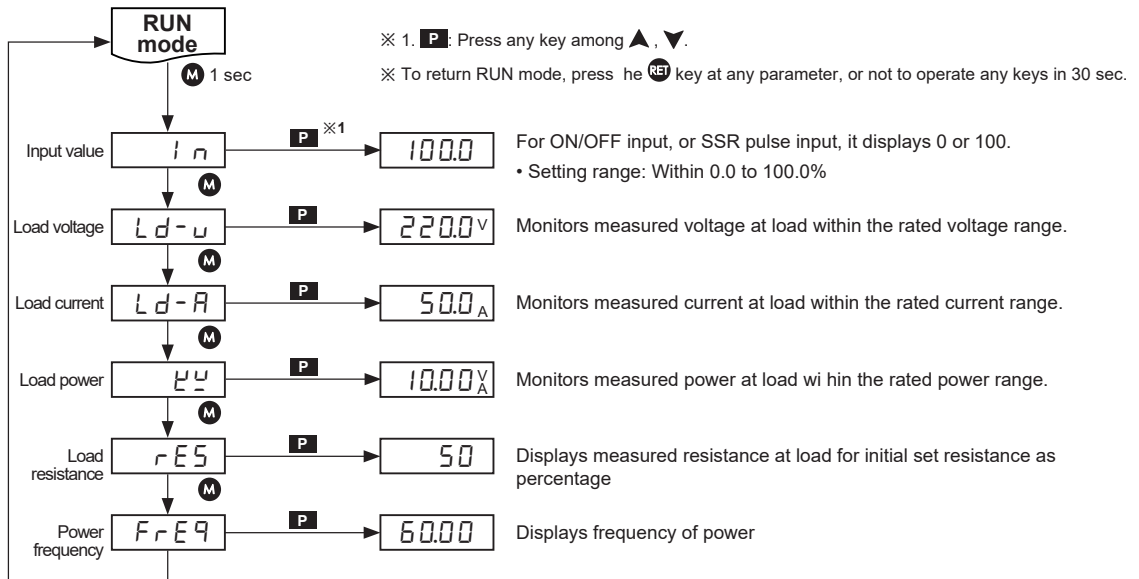 RUN
mode
M 1 sec
※ 1. P : Press any key among ▲ , ▼.
※ To return RUN mode, press he RET key at any parameter, or not to operate any keys in 30 sec.
Input value
In
P ※1
100.0
For ON/OFF input, or SSR pulse input, it displays 0 or 100.
• Setting range: Within 0.0 to 100.0%
M
Load voltage
Ld-u
P
220.0 V
Monitors measured voltage at load within the rated voltage range.
M
Load current
Ld-A
P
50.0 A
Monitors measured current at load within the rated current range.
M
Load power
P
10.00 V
A
Monitors measured power at load wi hin the rated power range.
M
Load
resistance
rES
P
50
Displays measured resistance at load for initial set resistance as
percentage
M
Power
frequency
FrEq
P
60.00
Displays frequency of power